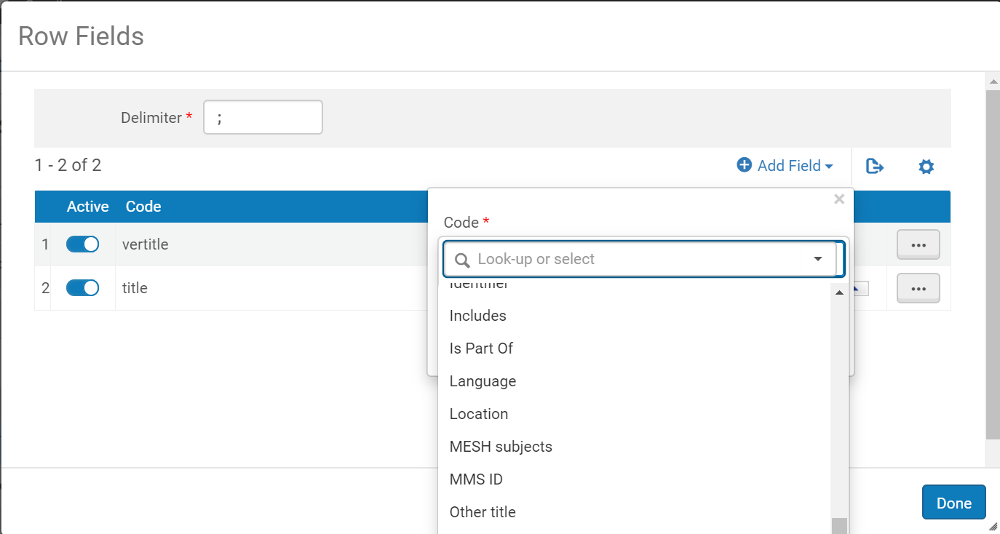 Row Fields
Delimiter *
;
1 - 2 of 2
Add Field
Active Code
Code *
1 vertitle
Look-up or select
2 title
Identifier
Includes
Is Part Of
Language
Location
MESH subjects
MMS ID
Other title
Done